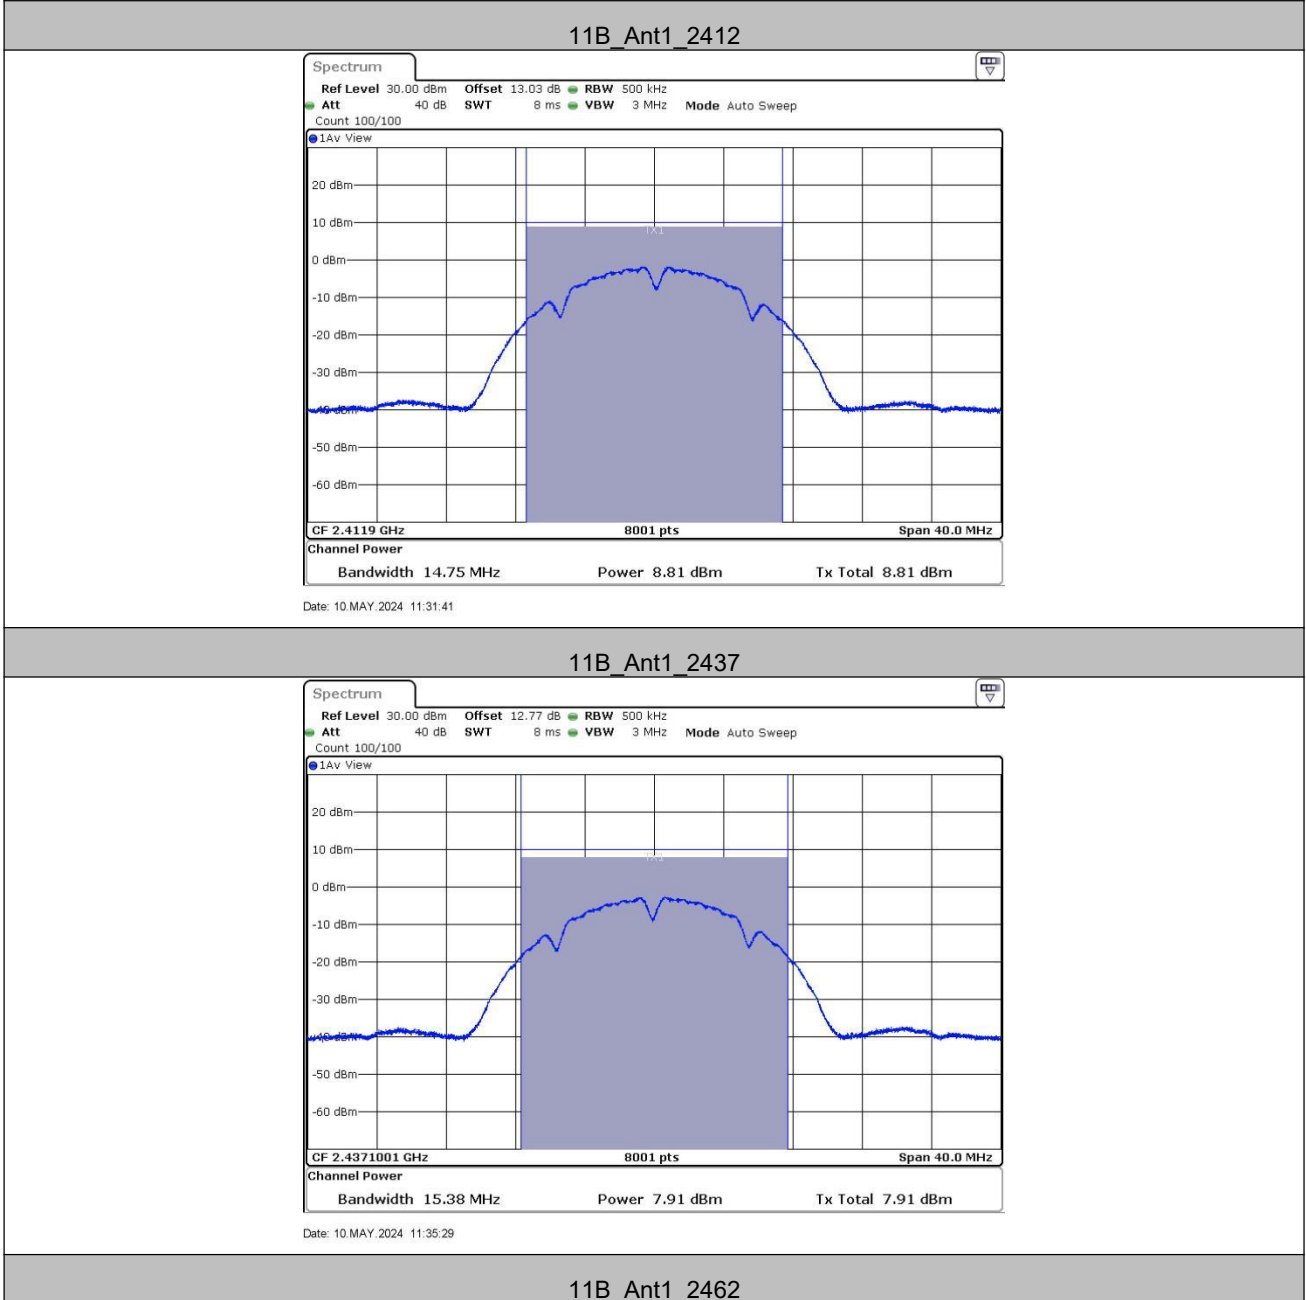 11B_Ant1_2412
Spectrum
Ref Level 30.00 dBm Offset 13.03 dB RBW 500 kHz
Att 40 dB SWT 8 ms VBW 3 MHz Mode Auto Sweep
Count 100/100
1Av View
TX1
20 dBm
10 dBm
0 dBm
-10 dBm
-20 dBm
-30 dBm
-40 dBm
-50 dBm
-60 dBm
CF 2.4119 GHz 8001 pts Span 40.0 MHz
Channel Power
Bandwidth 14.75 MHz Power 8.81 dBm Tx Total 8.81 dBm
Date: 10.MAY.2024 11:31:41
11B_Ant1_2437
Spectrum
Ref Level 30.00 dBm Offset 12.77 dB RBW 500 kHz
Att 40 dB SWT 8 ms VBW 3 MHz Mode Auto Sweep
Count 100/100
1Av View
TX1
20 dBm
10 dBm
0 dBm
-10 dBm
-20 dBm
-30 dBm
-40 dBm
-50 dBm
-60 dBm
CF 2.4371001 GHz 8001 pts Span 40.0 MHz
Channel Power
Bandwidth 15.38 MHz Power 7.91 dBm Tx Total 7.91 dBm
Date: 10.MAY.2024 11:35:29
11B_Ant1_2462